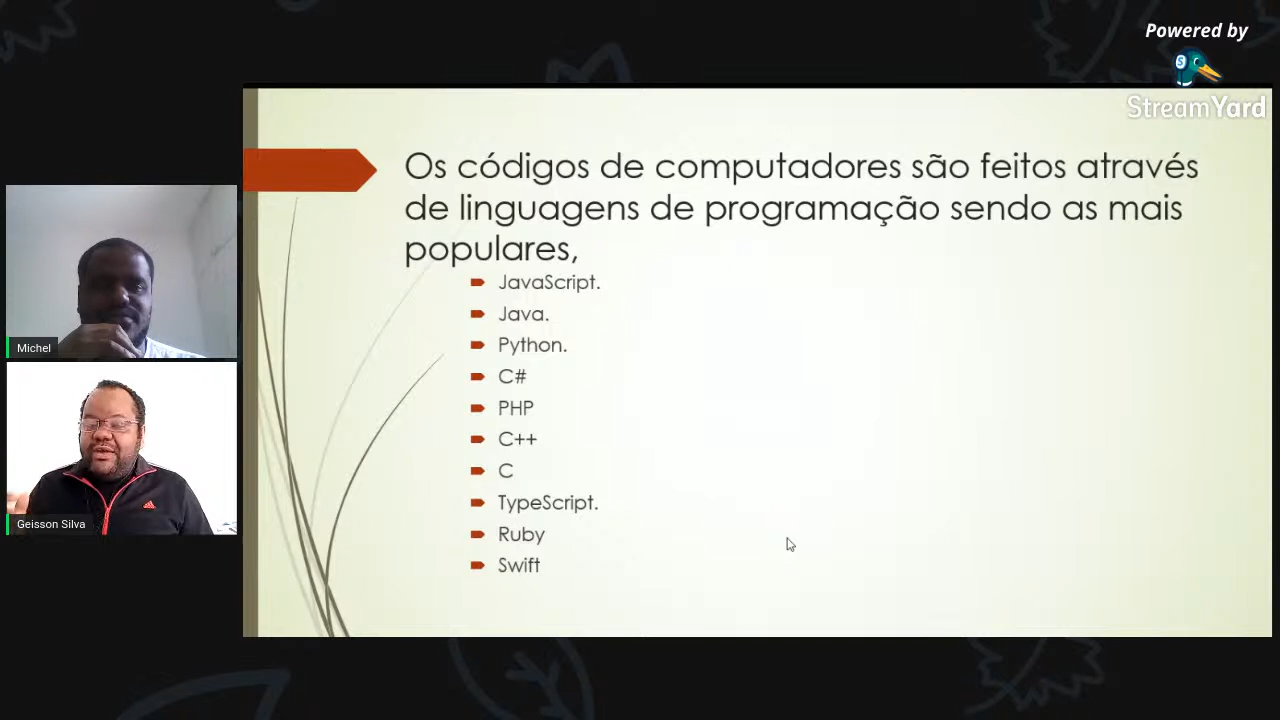 Powered by
StreamYard
Os códigos de computadores são feitos através
de linguagens de programação sendo as mais
populares,
JavaScript.
Java.
Python.
C#
PHP
C++
C
TypeScript.
Ruby
Swift
Michel
Geisson Silva